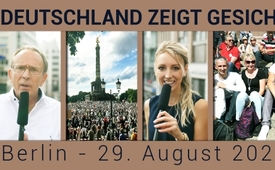 DEUTSCHLAND ZEIGT GESICH
Berlin - 29. August 202